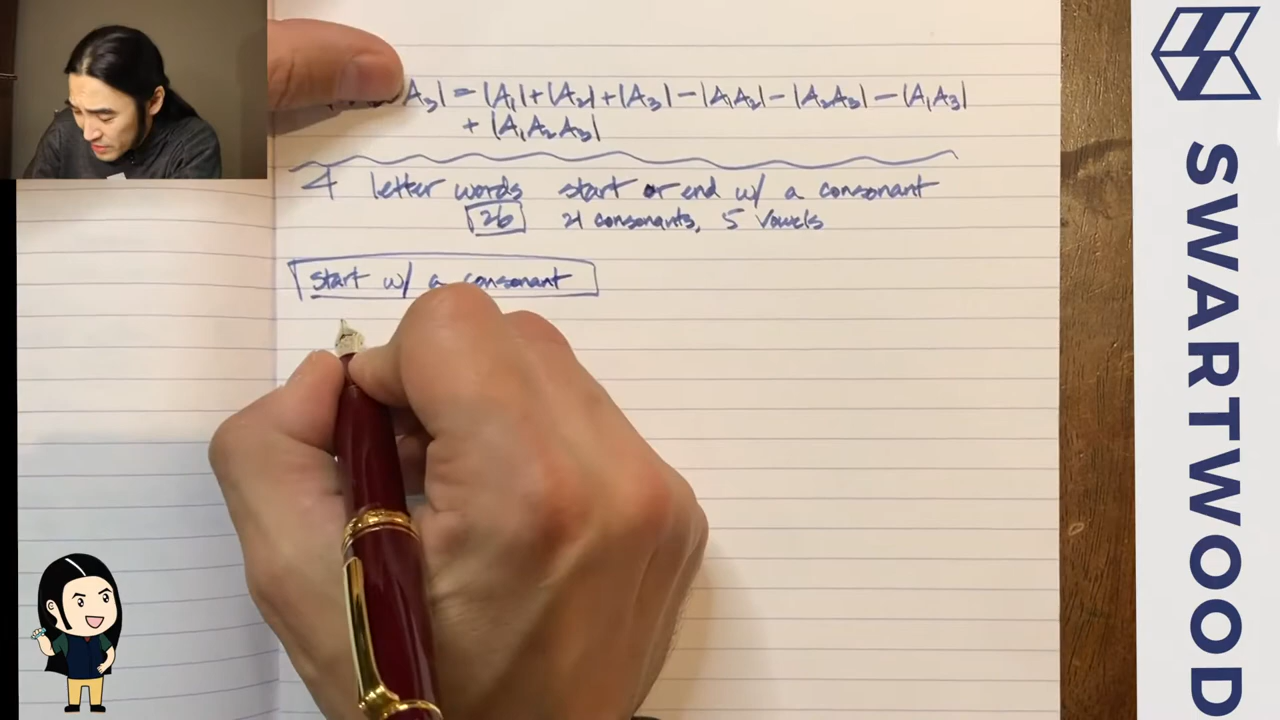 A₃| = |A₁| + |A₂| + |A₃| - |A₁A₂| - |A₂A₃| - |A₁A₃|
+ |A₁A₂A₃|
4 letter words start or end w/ a consonant
26 21 consonants, 5 vowels
start w/ a consonant
SWARTWOOD